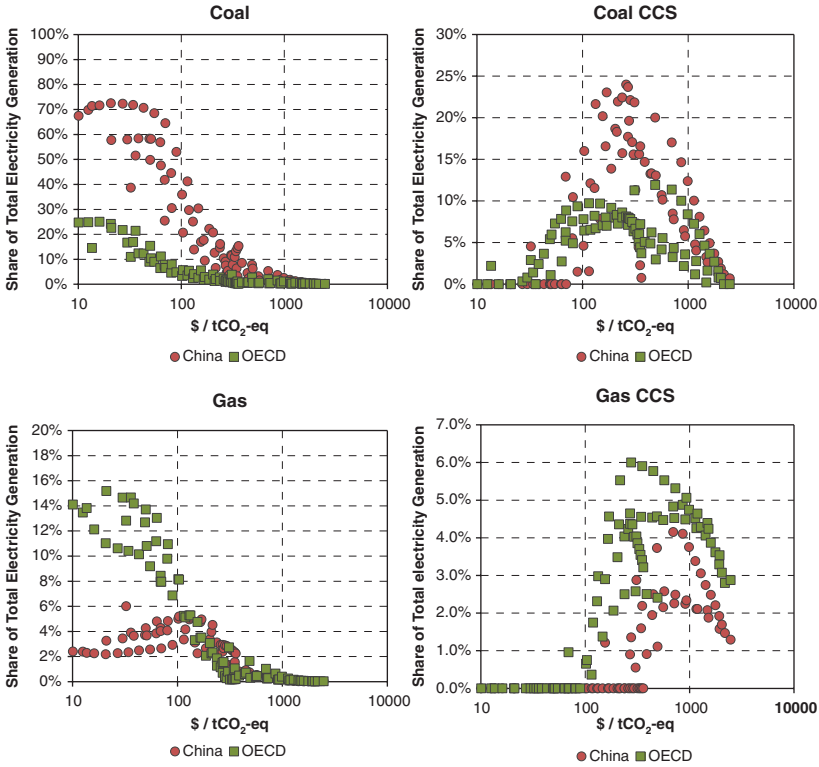 Coal
Share of Total Electricity Generation
100%
90%
80%
70%
60%
50%
40%
30%
20%
10%
0%
10 100 1000 10000
$ / tCO₂-eq
China OECD
Coal CCS
Share of Total Electricity Generation
30%
25%
20%
15%
10%
5%
0%
10 100 1000 10000
$ / tCO₂-eq
China OECD
Gas
Share of Total Electricity Generation
20%
18%
16%
14%
12%
10%
8%
6%
4%
2%
0%
10 100 1000 10000
$ / tCO₂-eq
China OECD
Gas CCS
Share of Total electricity Generation
7.0%
6.0%
5.0%
4.0%
3.0%
2.0%
1.0%
0.0%
10 100 1000 10000
$ / tCO₂-eq
China OECD